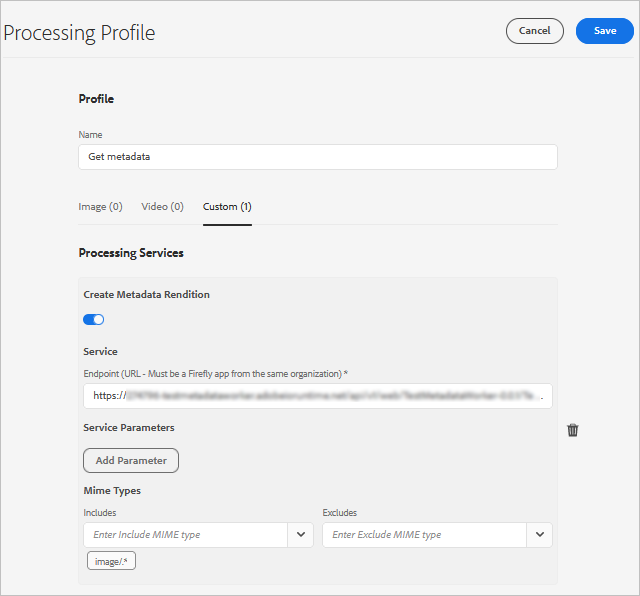 Processing Profile
Cancel
Save
Profile
Name
Get metadata
Image (0)
Video (0)
Custom (1)
Processing Services
Create Metadata Rendition
Service
Endpoint (URL - Must be a Firefly app from the same organization) *
https://
Service Parameters
Add Parameter
Mime Types
Includes
Excludes
Enter Include MIME type
Enter Exclude MIME type
image/.*